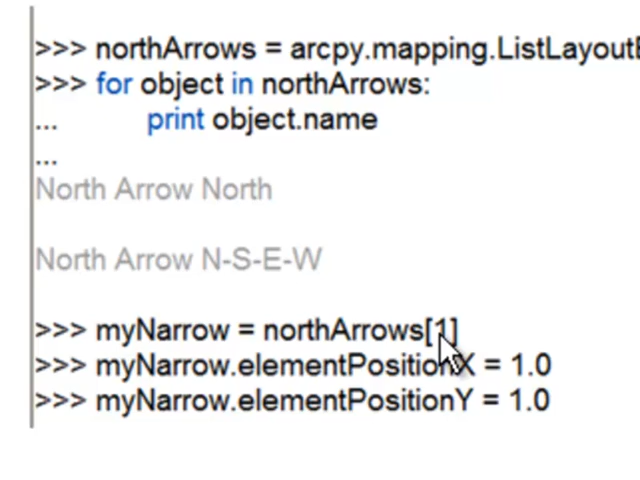 >>> northArrows = arcpy.mapping.ListLayoutE
>>> for object in northArrows:
... print object.name
...
North Arrow North
North Arrow N-S-E-W
>>> myNarrow = northArrows[1]
>>> myNarrow.elementPositionX = 1.0
>>> myNarrow.elementPositionY = 1.0